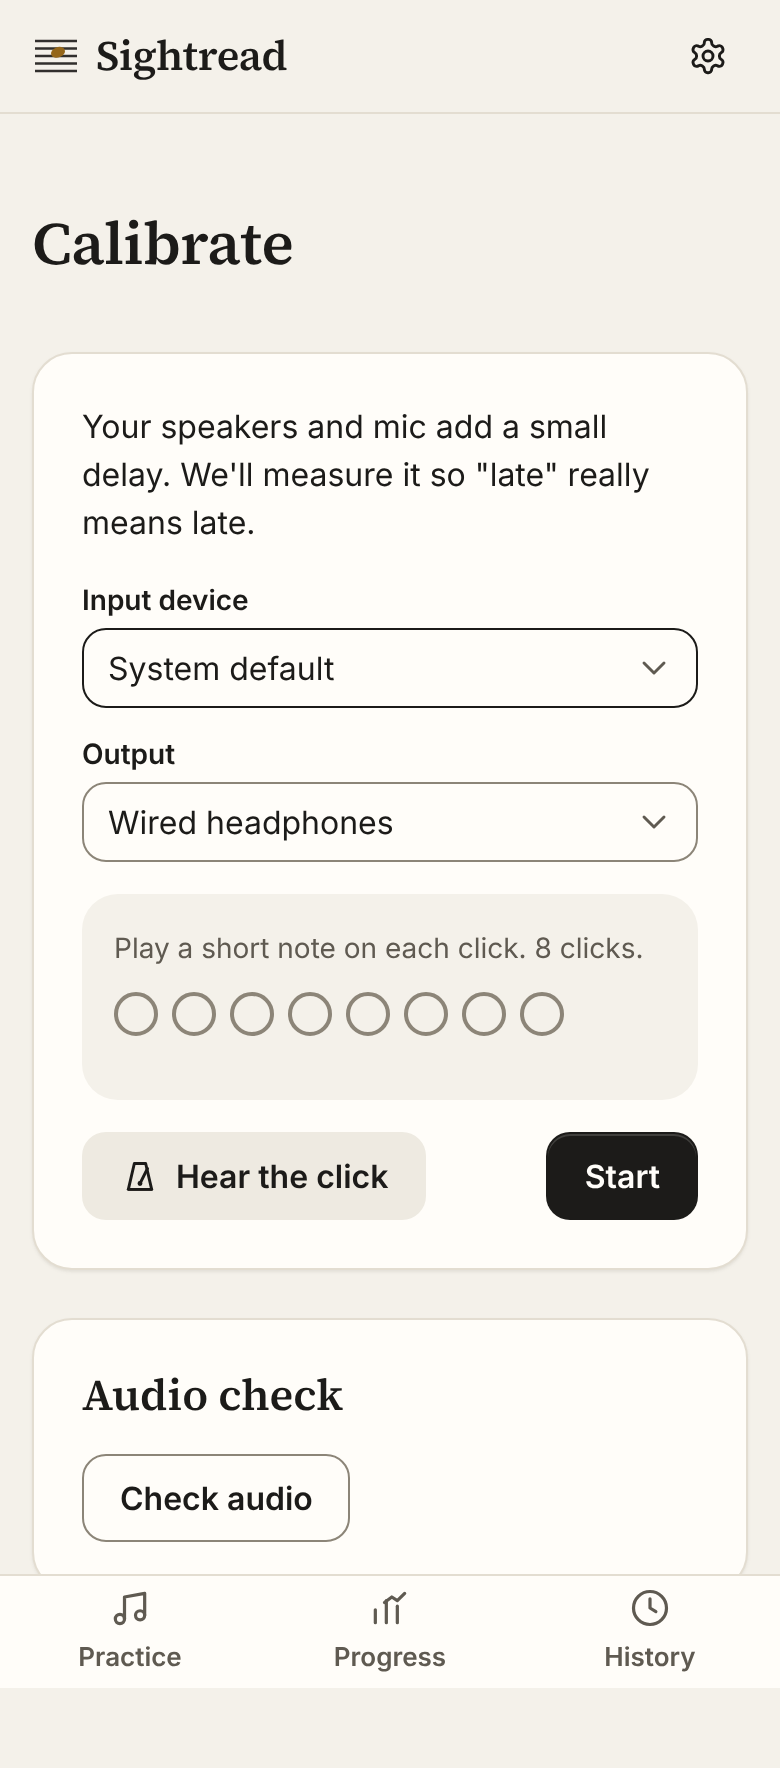 Sightread
Calibrate
Your speakers and mic add a small
delay. We'll measure it so "late" really
means late.
Input device
System default
Output
Wired headphones
Play a short note on each click. 8 clicks.
Hear the click
Start
Audio check
Check audio
Practice
Progress
History